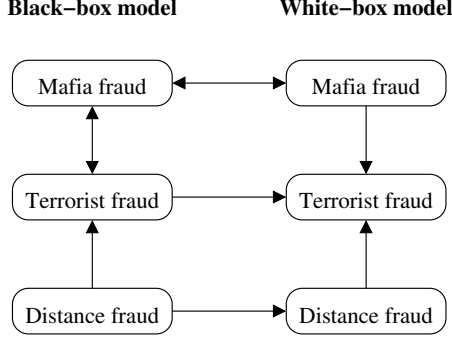 Black−box model White−box model
Mafia fraud Mafia fraud
Terrorist fraud Terrorist fraud
Distance fraud Distance fraud